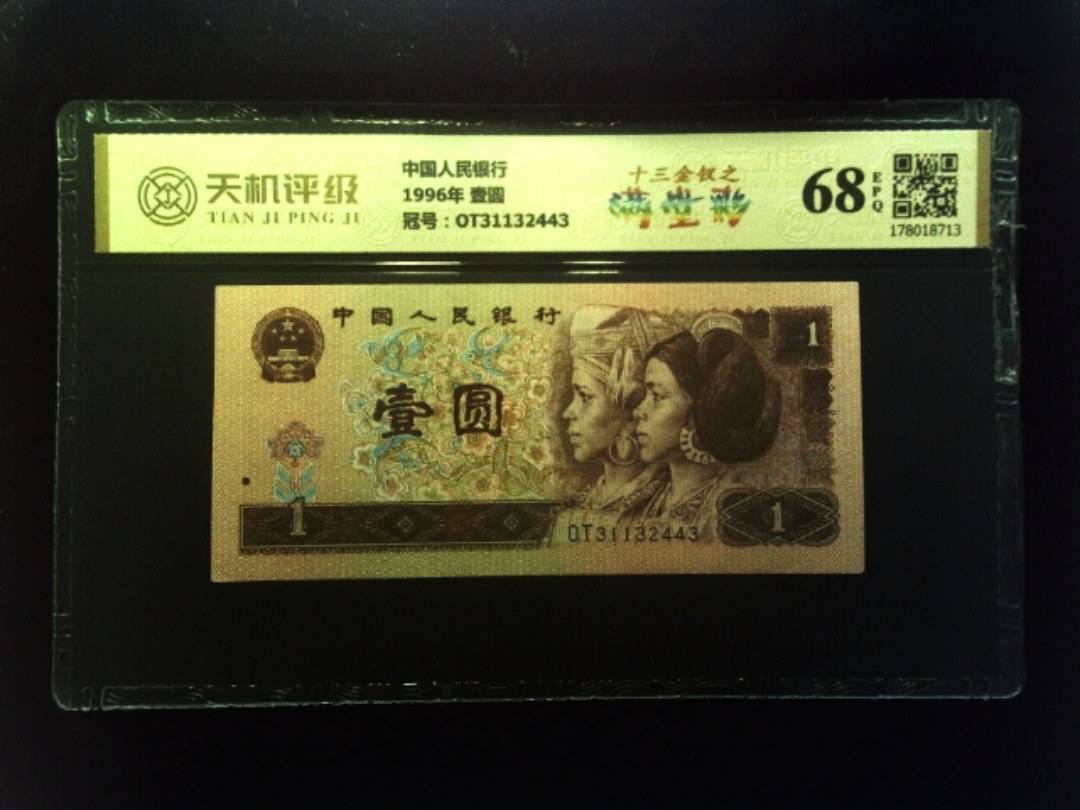 天机评级
TIAN JI PING JI
中国人民银行
1996年 壹圆
冠号：OT31132443
十三金钗之
满堂彩
68
EPQ
178018713
中国人民银行
1
壹圆
1
OT31132443
1